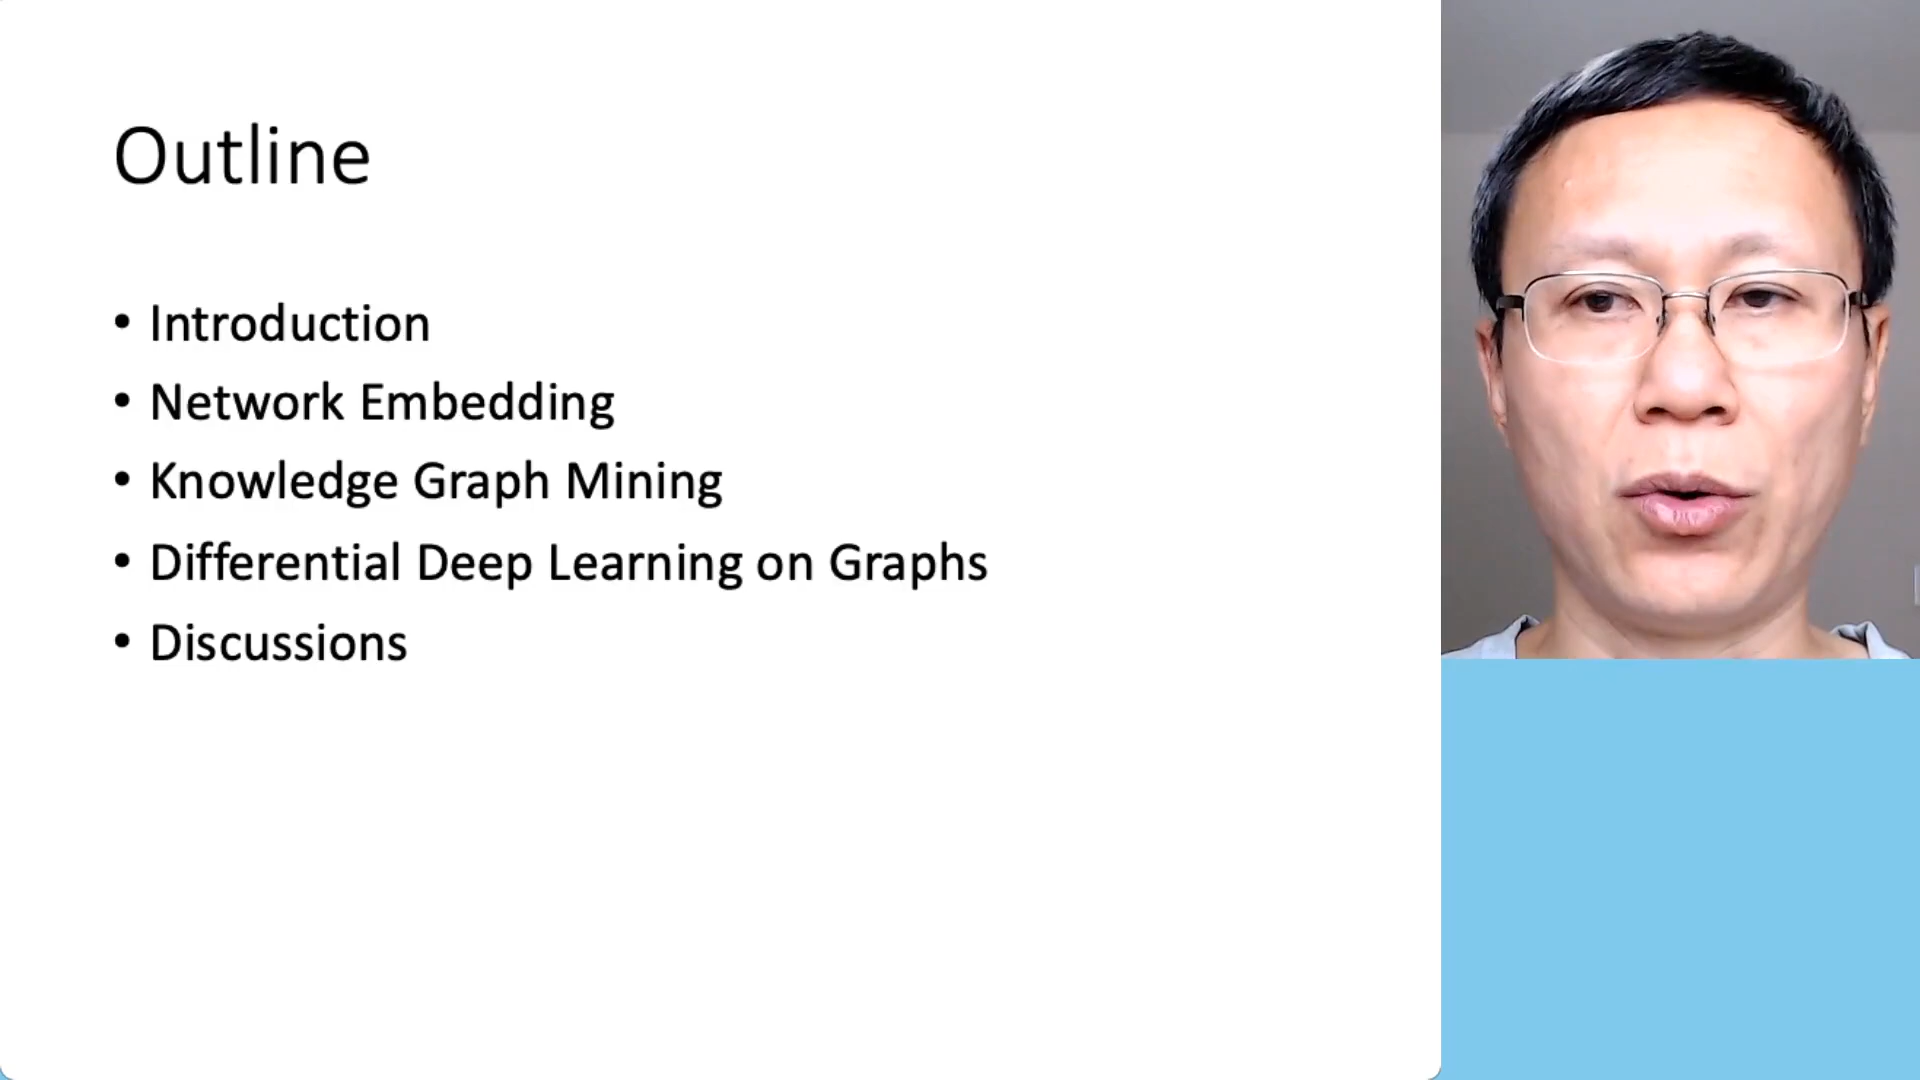 Outline
• Introduction
• Network Embedding
• Knowledge Graph Mining
• Differential Deep Learning on Graphs
• Discussions